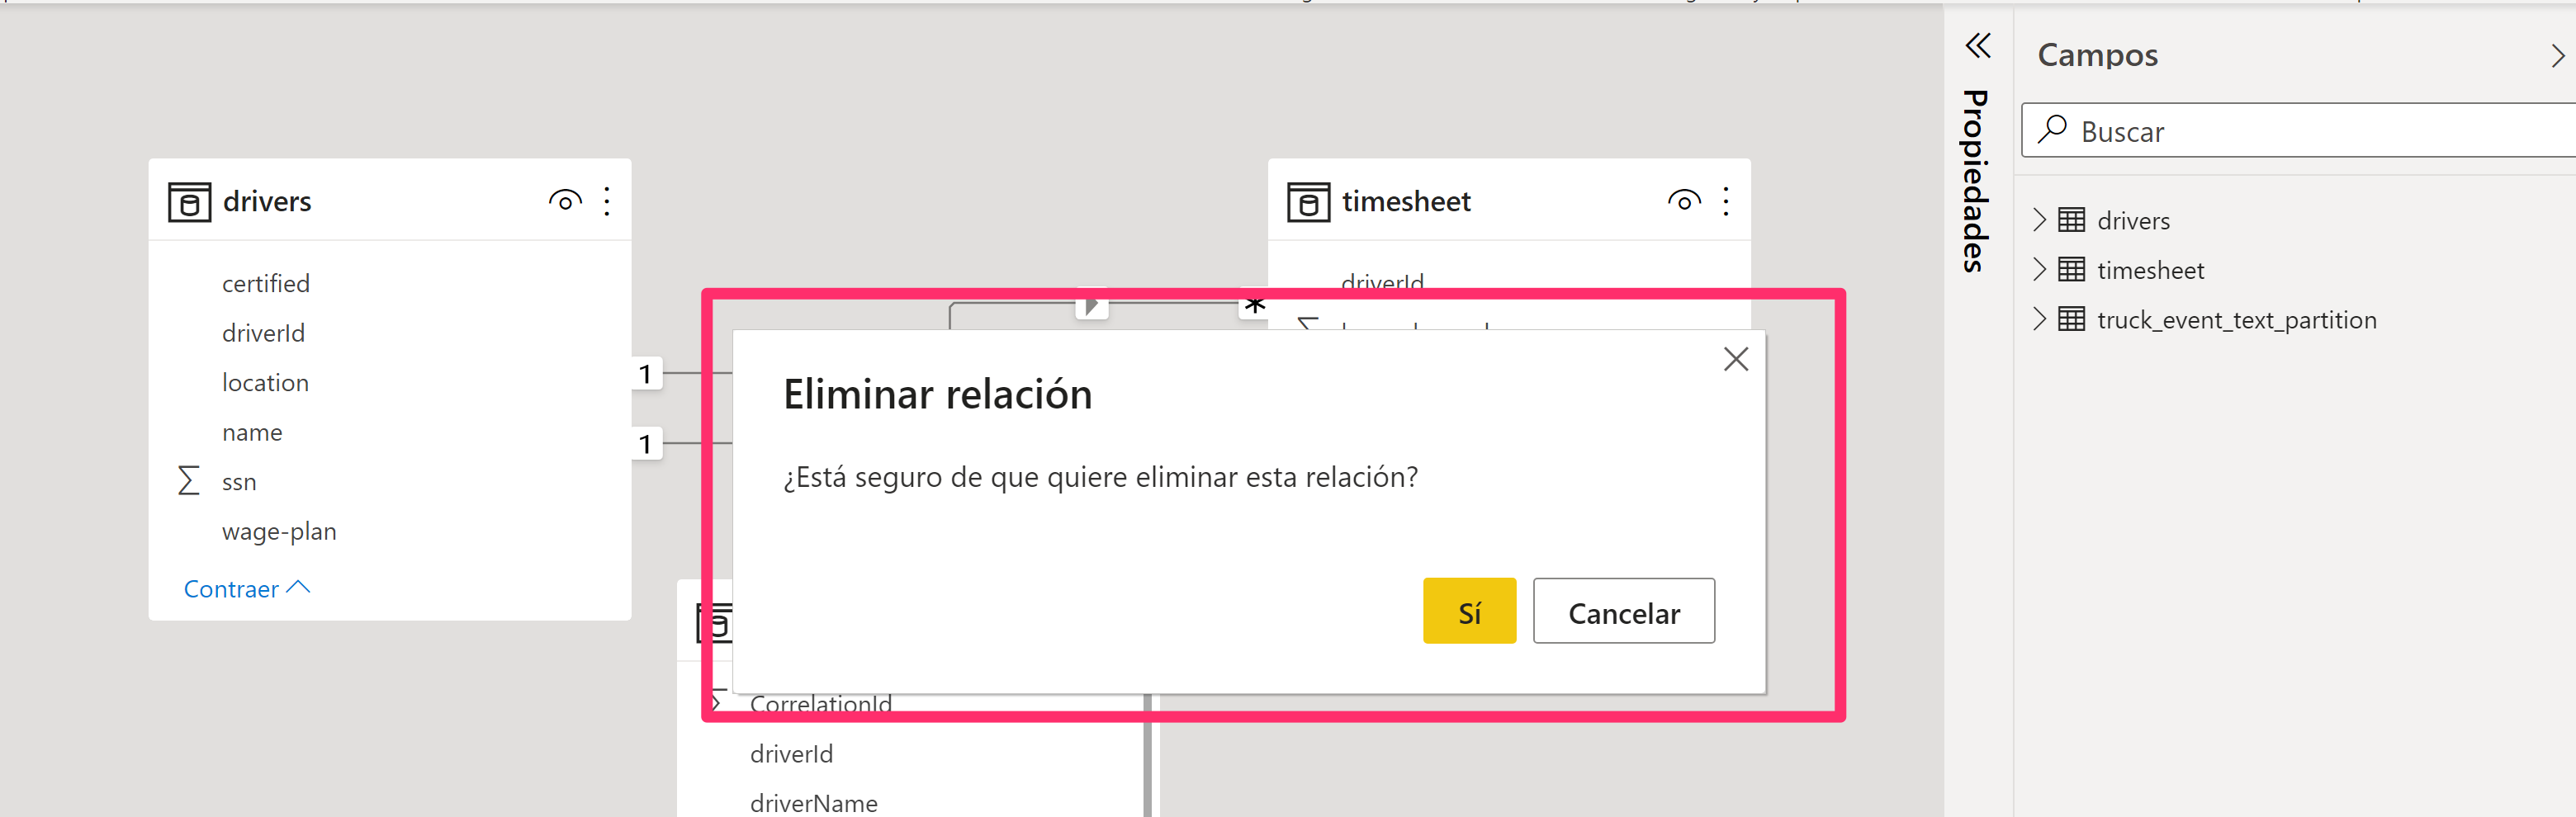 drivers
certified
driverId
location
name
ssn
wage-plan
Contraer
1
1
timesheet
driverId
*
Eliminar relación
¿Está seguro de que quiere eliminar esta relación?
Sí
Cancelar
CorrelationId
driverId
driverName
Propiedades
Campos
Buscar
drivers
timesheet
truck_event_text_partition